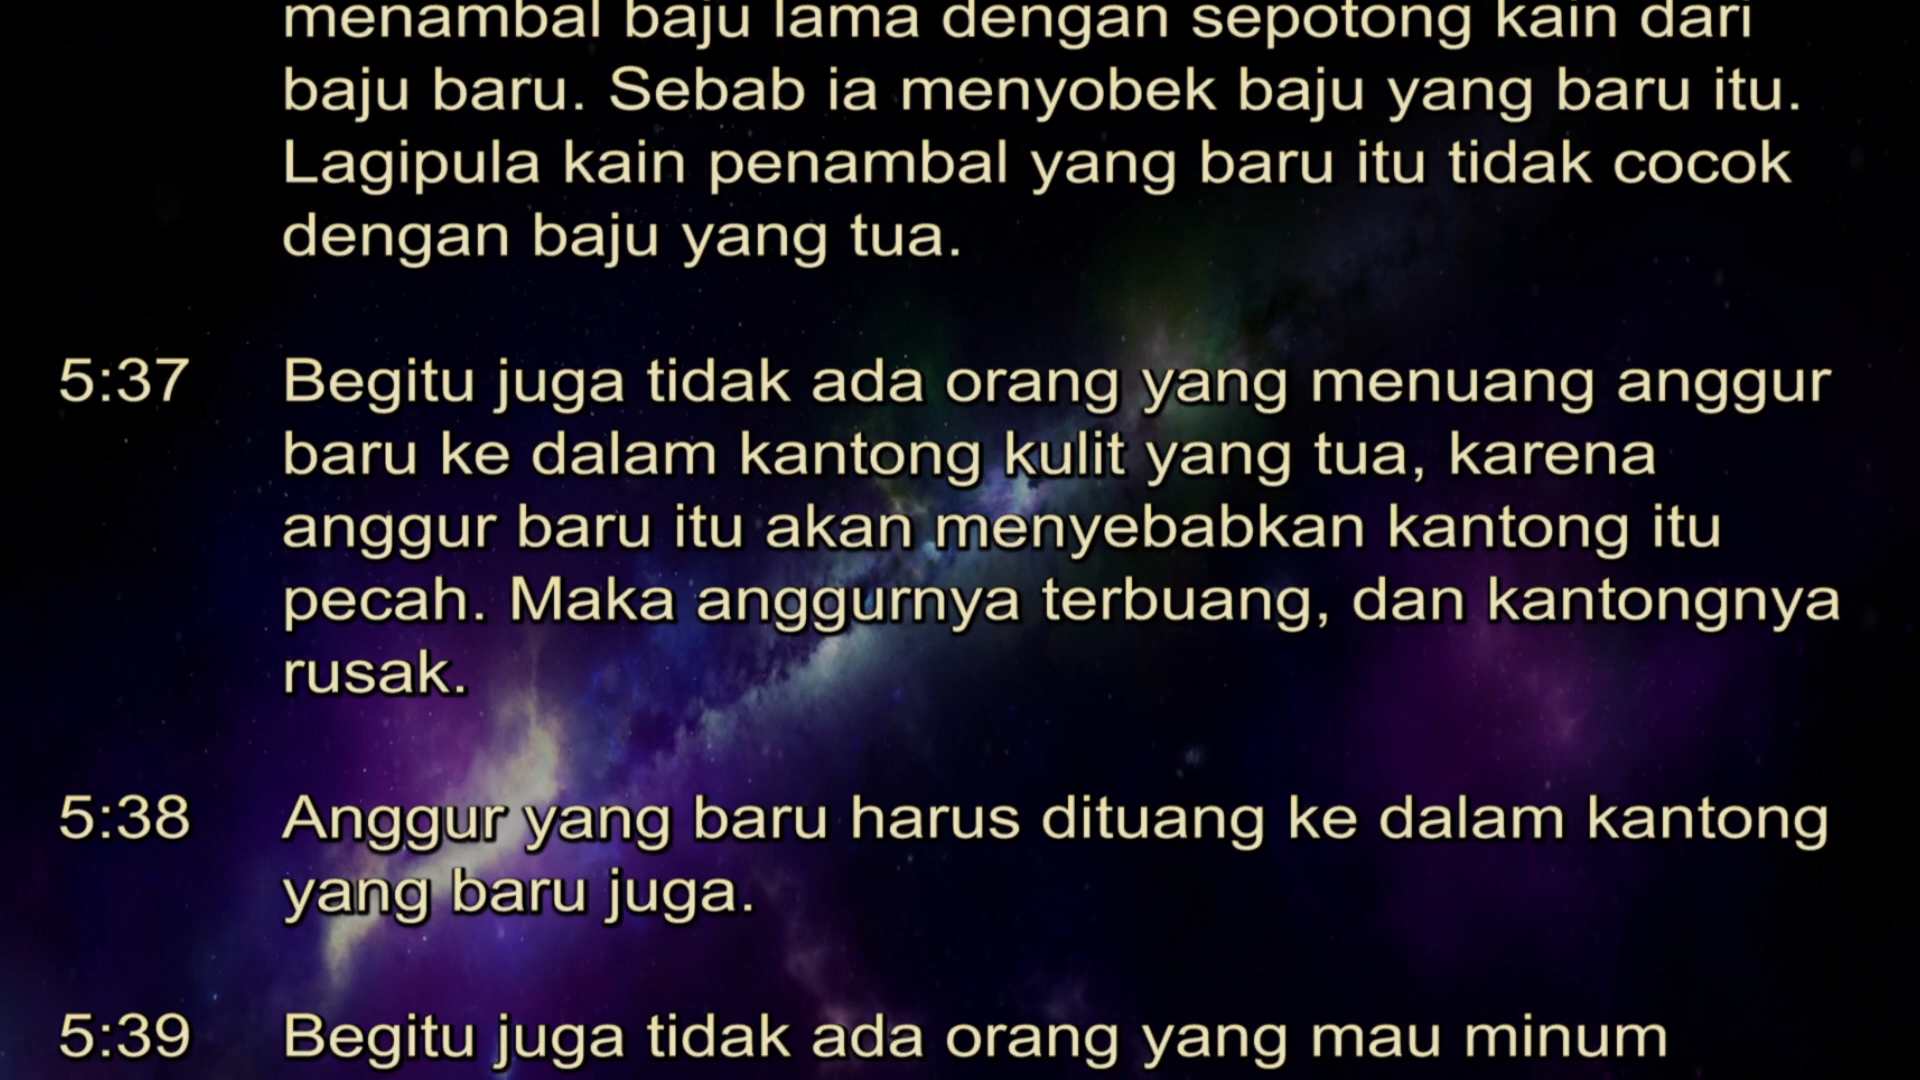 menambal baju lama dengan sepotong kain dari
baju baru. Sebab ia menyobek baju yang baru itu.
Lagipula kain penambal yang baru itu tidak cocok
dengan baju yang tua.
5:37 Begitu juga tidak ada orang yang menuang anggur
baru ke dalam kantong kulit yang tua, karena
anggur baru itu akan menyebabkan kantong itu
pecah. Maka anggurnya terbuang, dan kantongnya
rusak.
5:38 Anggur yang baru harus dituang ke dalam kantong
yang baru juga.
5:39 Begitu juga tidak ada orang yang mau minum